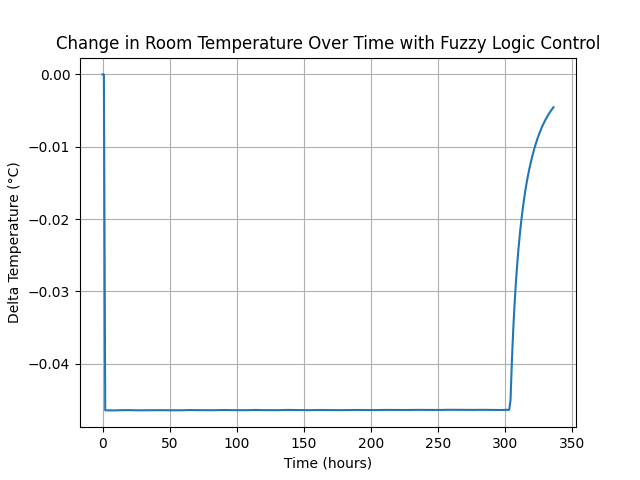 Change in Room Temperature Over Time with Fuzzy Logic Control
Delta Temperature (°C)
0.00
−0.01
−0.02
−0.03
−0.04
0 50 100 150 200 250 300 350
Time (hours)